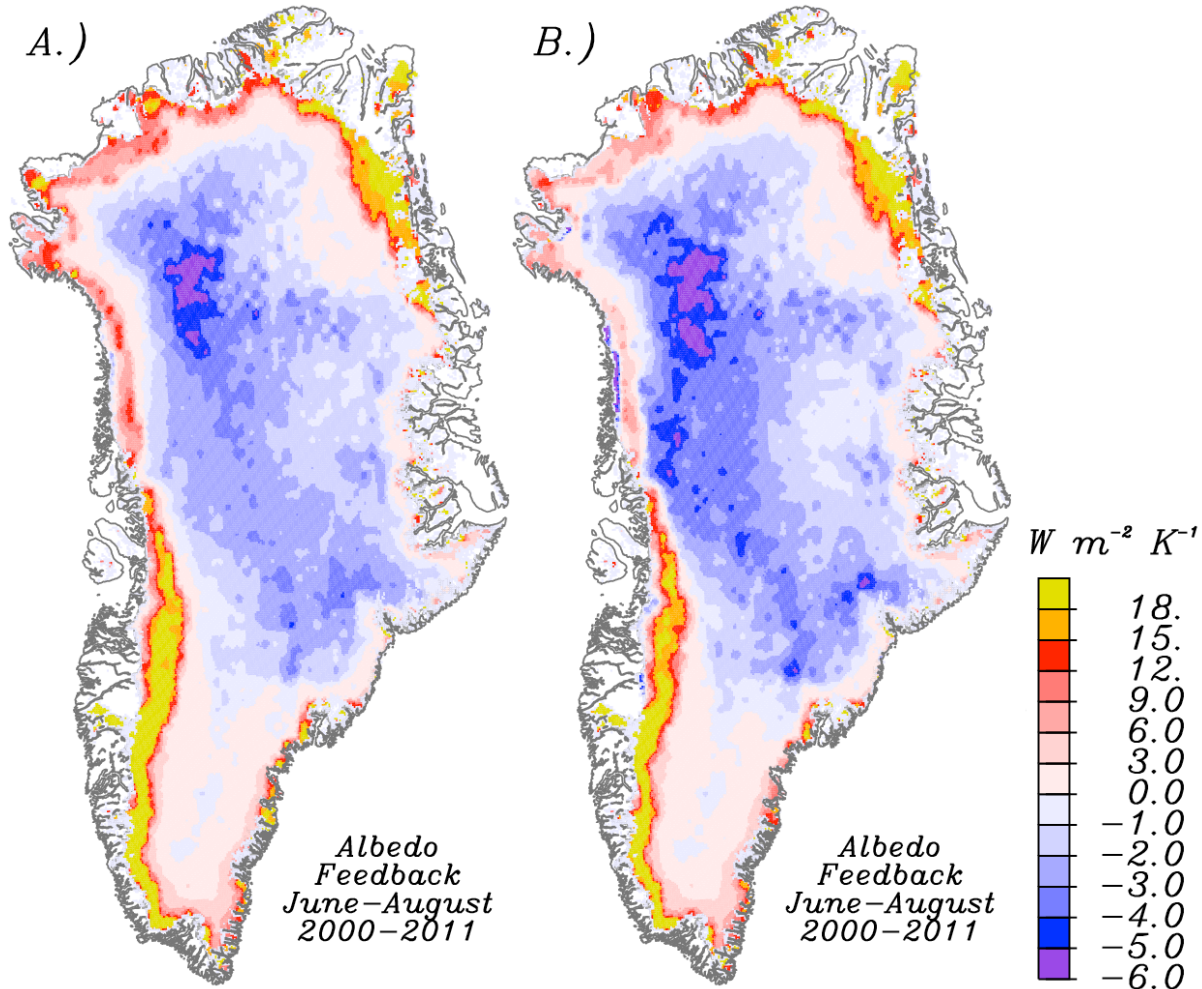 A.)
B.)
W m⁻² K⁻¹
18.
15.
12.
9.0
6.0
3.0
0.0
−1.0
−2.0
−3.0
−4.0
−5.0
−6.0
Albedo
Feedback
June−August
2000−2011
Albedo
Feedback
June−August
2000−2011